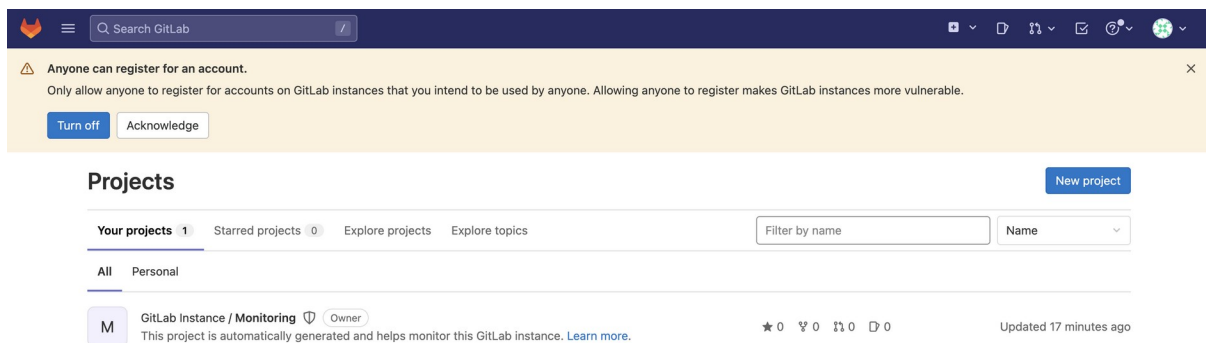 Search GitLab /
Anyone can register for an account.
Only allow anyone to register for accounts on GitLab instances that you intend to be used by anyone. Allowing anyone to register makes GitLab instances more vulnerable.
Turn off Acknowledge
Projects New project
Your projects 1 Starred projects 0 Explore projects Explore topics Filter by name Name
All Personal
M GitLab Instance / Monitoring Owner 0 0 0 0 Updated 17 minutes ago
This project is automatically generated and helps monitor this GitLab instance. Learn more.